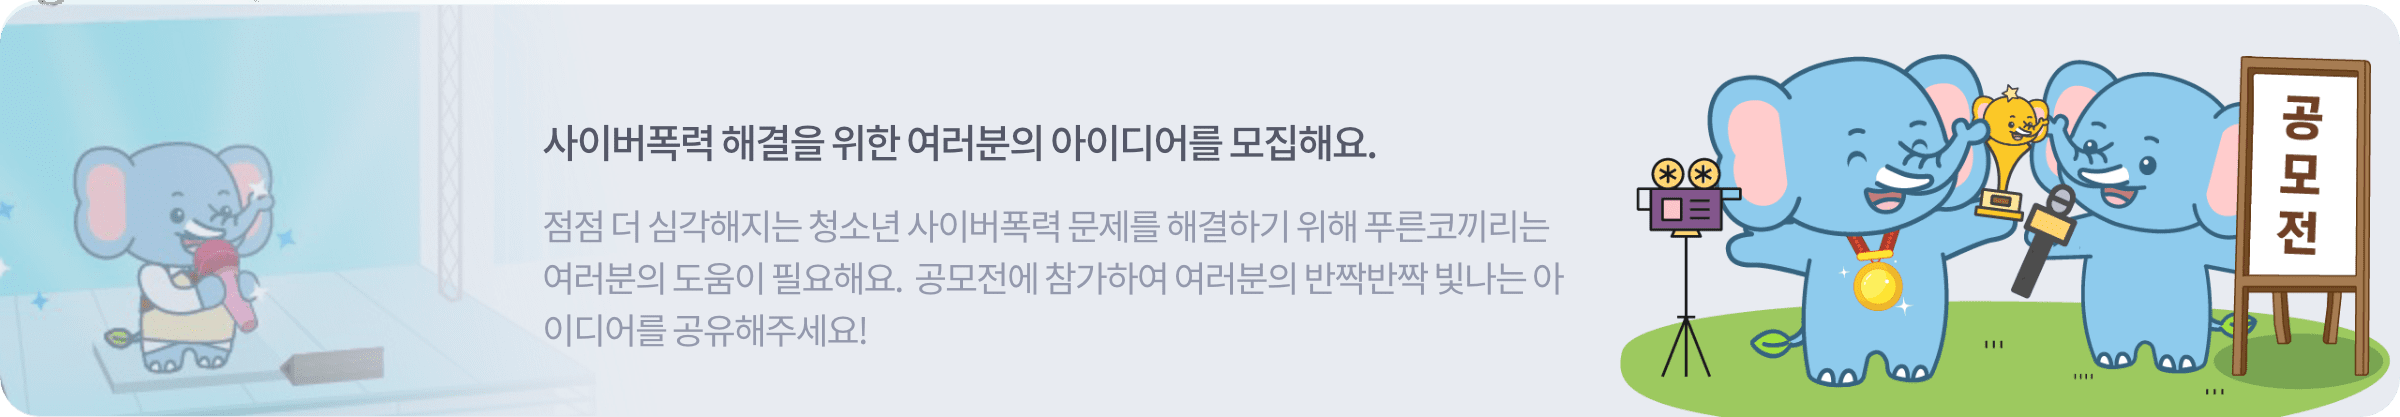 사이버폭력 해결을 위한 여러분의 아이디어를 모집해요.
점점 더 심각해지는 청소년 사이버폭력 문제를 해결하기 위해 푸른코끼리는
여러분의 도움이 필요해요. 공모전에 참가하여 여러분의 반짝반짝 빛나는 아
이디어를 공유해주세요!
공
모
전